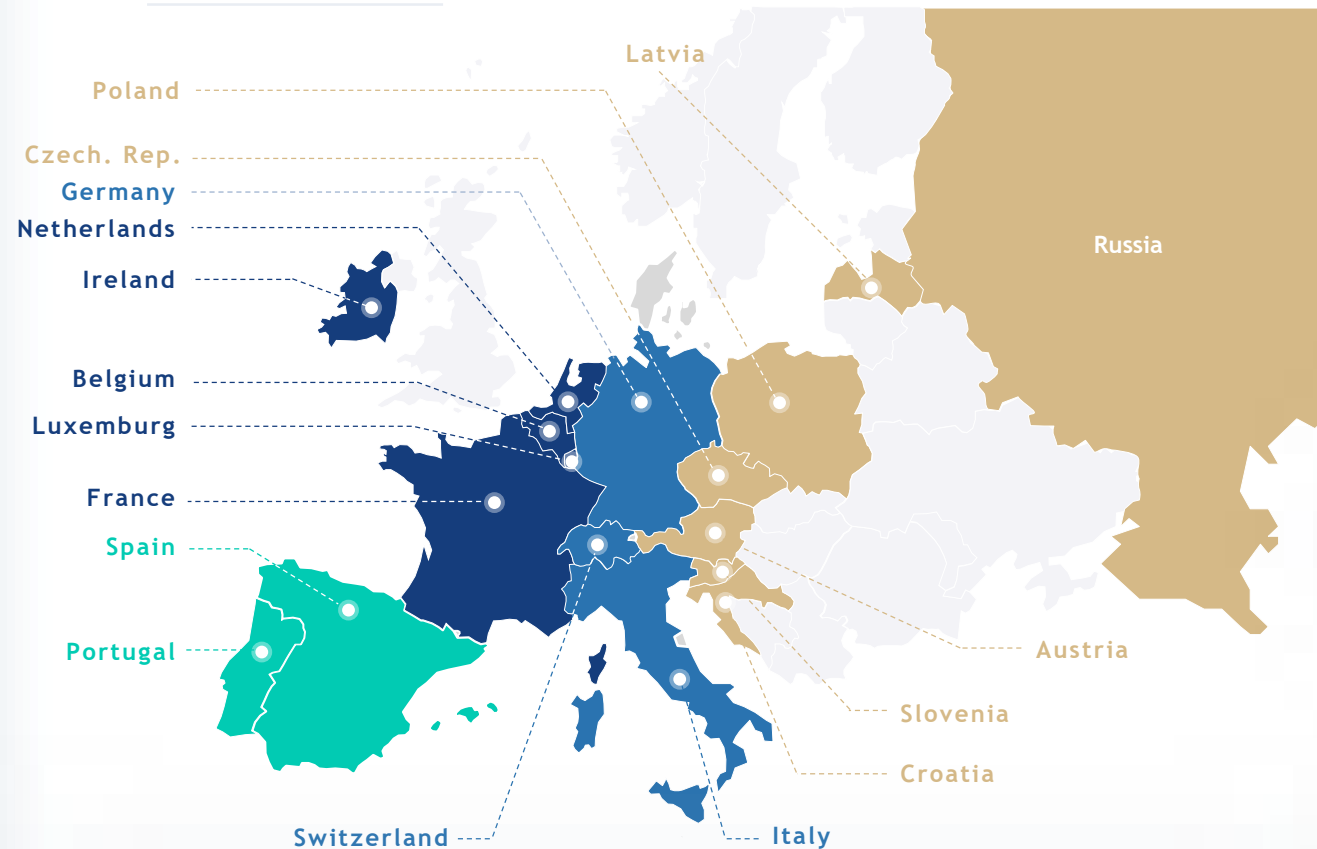 Latvia
Poland
Czech. Rep.
Germany
Netherlands
Russia
Ireland
Belgium
Luxemburg
France
Spain
Portugal
Austria
Slovenia
Croatia
Switzerland
Italy